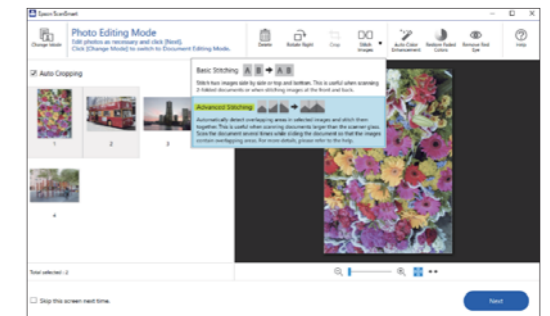 Epson ScanSmart
Change Mode
Photo Editing Mode
Edit photos as necessary and click [Next].
Click [Change Mode] to switch to Document Editing Mode.
Delete
Rotate Right
Crop
Stitch Images
Auto Color Enhancement
Restore Faded Colors
Remove Red Eye
Help
Auto Cropping
Basic Stitching A B A B
Stitch two images side by side or top and bottom. This is useful when scanning
2-folded documents or when stitching images at the front and back.
Advanced Stitching
Automatically detect overlapping areas in selected images and stitch them
together. This is useful when scanning documents larger than the scanner glass.
Scan the document several times while sliding the document so that the images
contain overlapping areas. For more details, please refer to the help.
1
2
3
4
Total selected : 2
Skip this screen next time.
Next